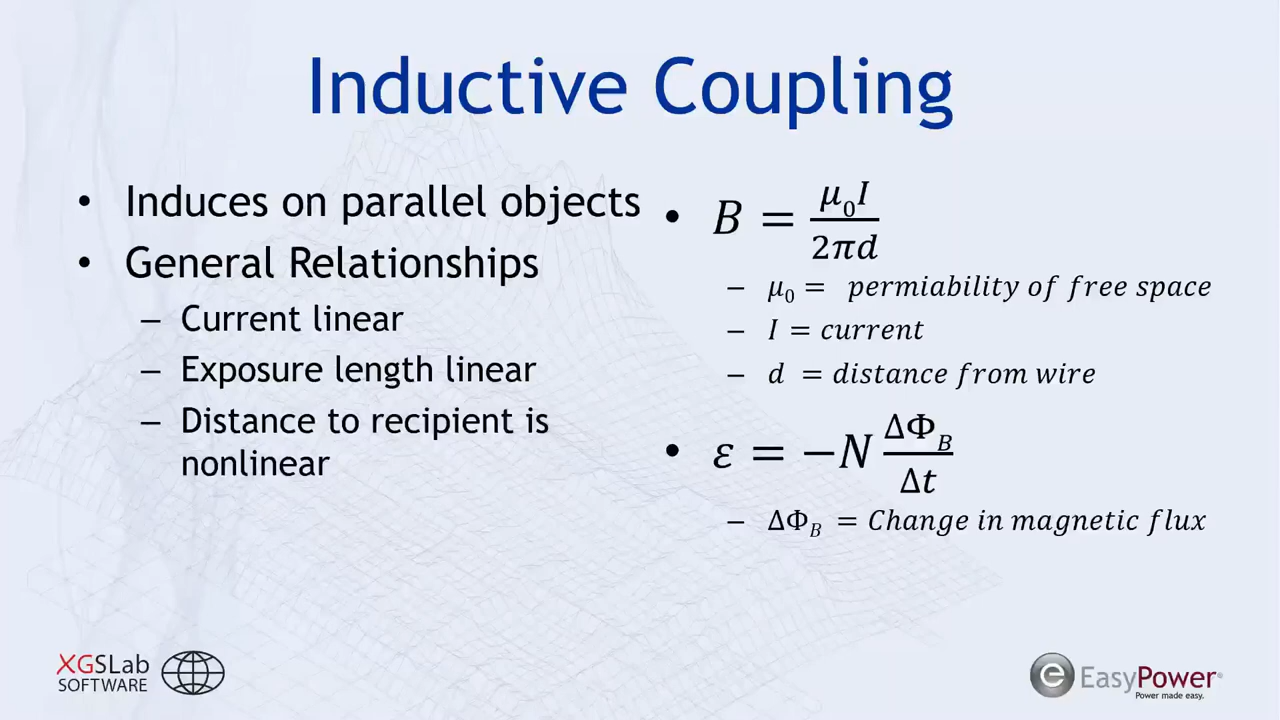 Inductive Coupling
• Induces on parallel objects
• General Relationships
– Current linear
– Exposure length linear
– Distance to recipient is
nonlinear
• B = μ₀I / 2πd
– μ₀ = permiability of free space
– I = current
– d = distance from wire
• ε = −N ΔΦ_B / Δt
– ΔΦ_B = Change in magnetic flux
XGSLab
SOFTWARE
e EasyPower®
Power made easy.